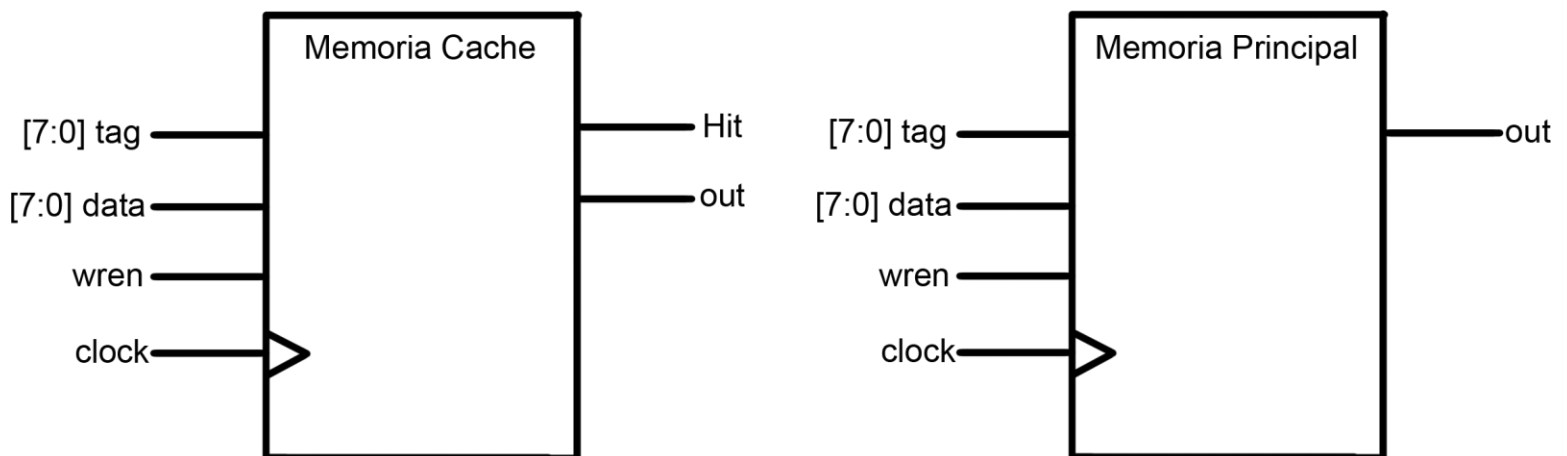 Memoria Cache
[7:0] tag
[7:0] data
wren
clock
Hit
out
Memoria Principal
[7:0] tag
[7:0] data
wren
clock
out